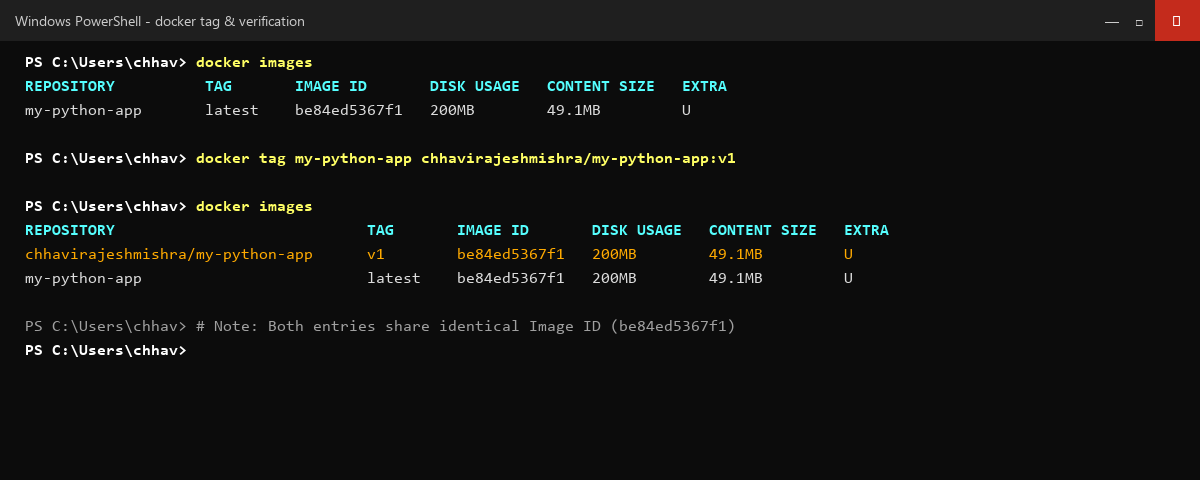 Windows PowerShell - docker tag & verification
PS C:\Users\chhav> docker images
REPOSITORY          TAG       IMAGE ID       DISK USAGE   CONTENT SIZE   EXTRA
my-python-app       latest    be84ed5367f1   200MB        49.1MB         U
PS C:\Users\chhav> docker tag my-python-app chhavirajeshmishra/my-python-app:v1
PS C:\Users\chhav> docker images
REPOSITORY                            TAG       IMAGE ID       DISK USAGE   CONTENT SIZE   EXTRA
chhavirajeshmishra/my-python-app      v1        be84ed5367f1   200MB        49.1MB         U
my-python-app                         latest    be84ed5367f1   200MB        49.1MB         U
PS C:\Users\chhav> # Note: Both entries share identical Image ID (be84ed5367f1)
PS C:\Users\chhav>